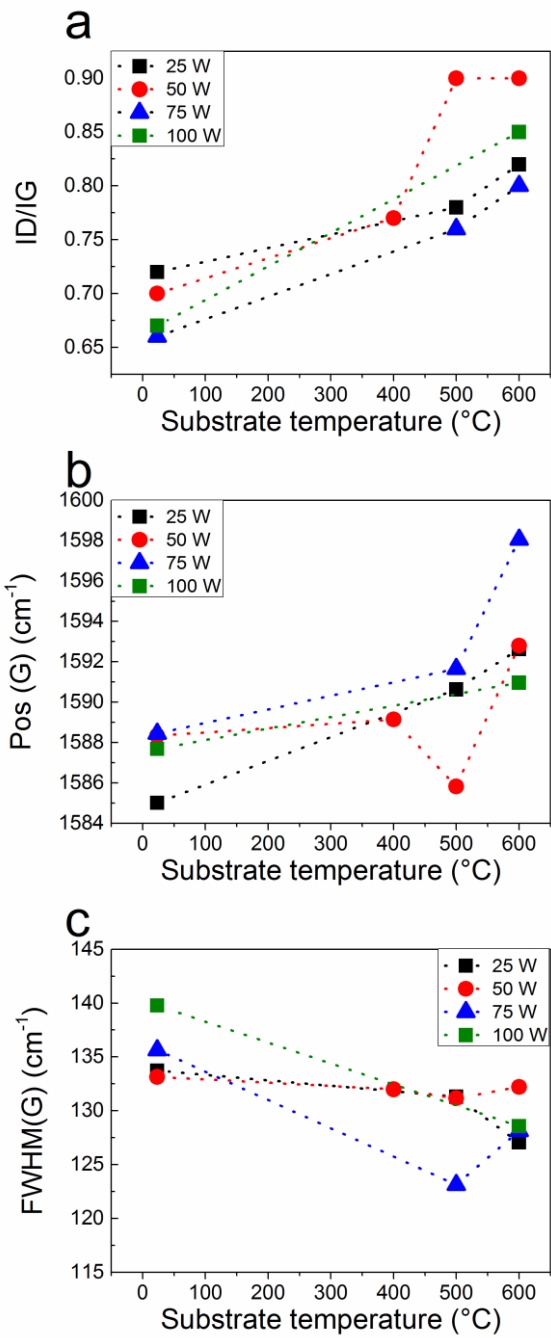 a
25 W
50 W
75 W
100 W
0.90
0.85
0.80
0.75
0.70
0.65
ID/IG
0 100 200 300 400 500 600
Substrate temperature (°C)
b
25 W
50 W
75 W
100 W
1600
1598
1596
1594
1592
1590
1588
1586
1584
Pos (G) (cm⁻¹)
0 100 200 300 400 500 600
Substrate temperature (°C)
c
25 W
50 W
75 W
100 W
145
140
135
130
125
120
115
FWHM(G) (cm⁻¹)
0 100 200 300 400 500 600
Substrate temperature (°C)